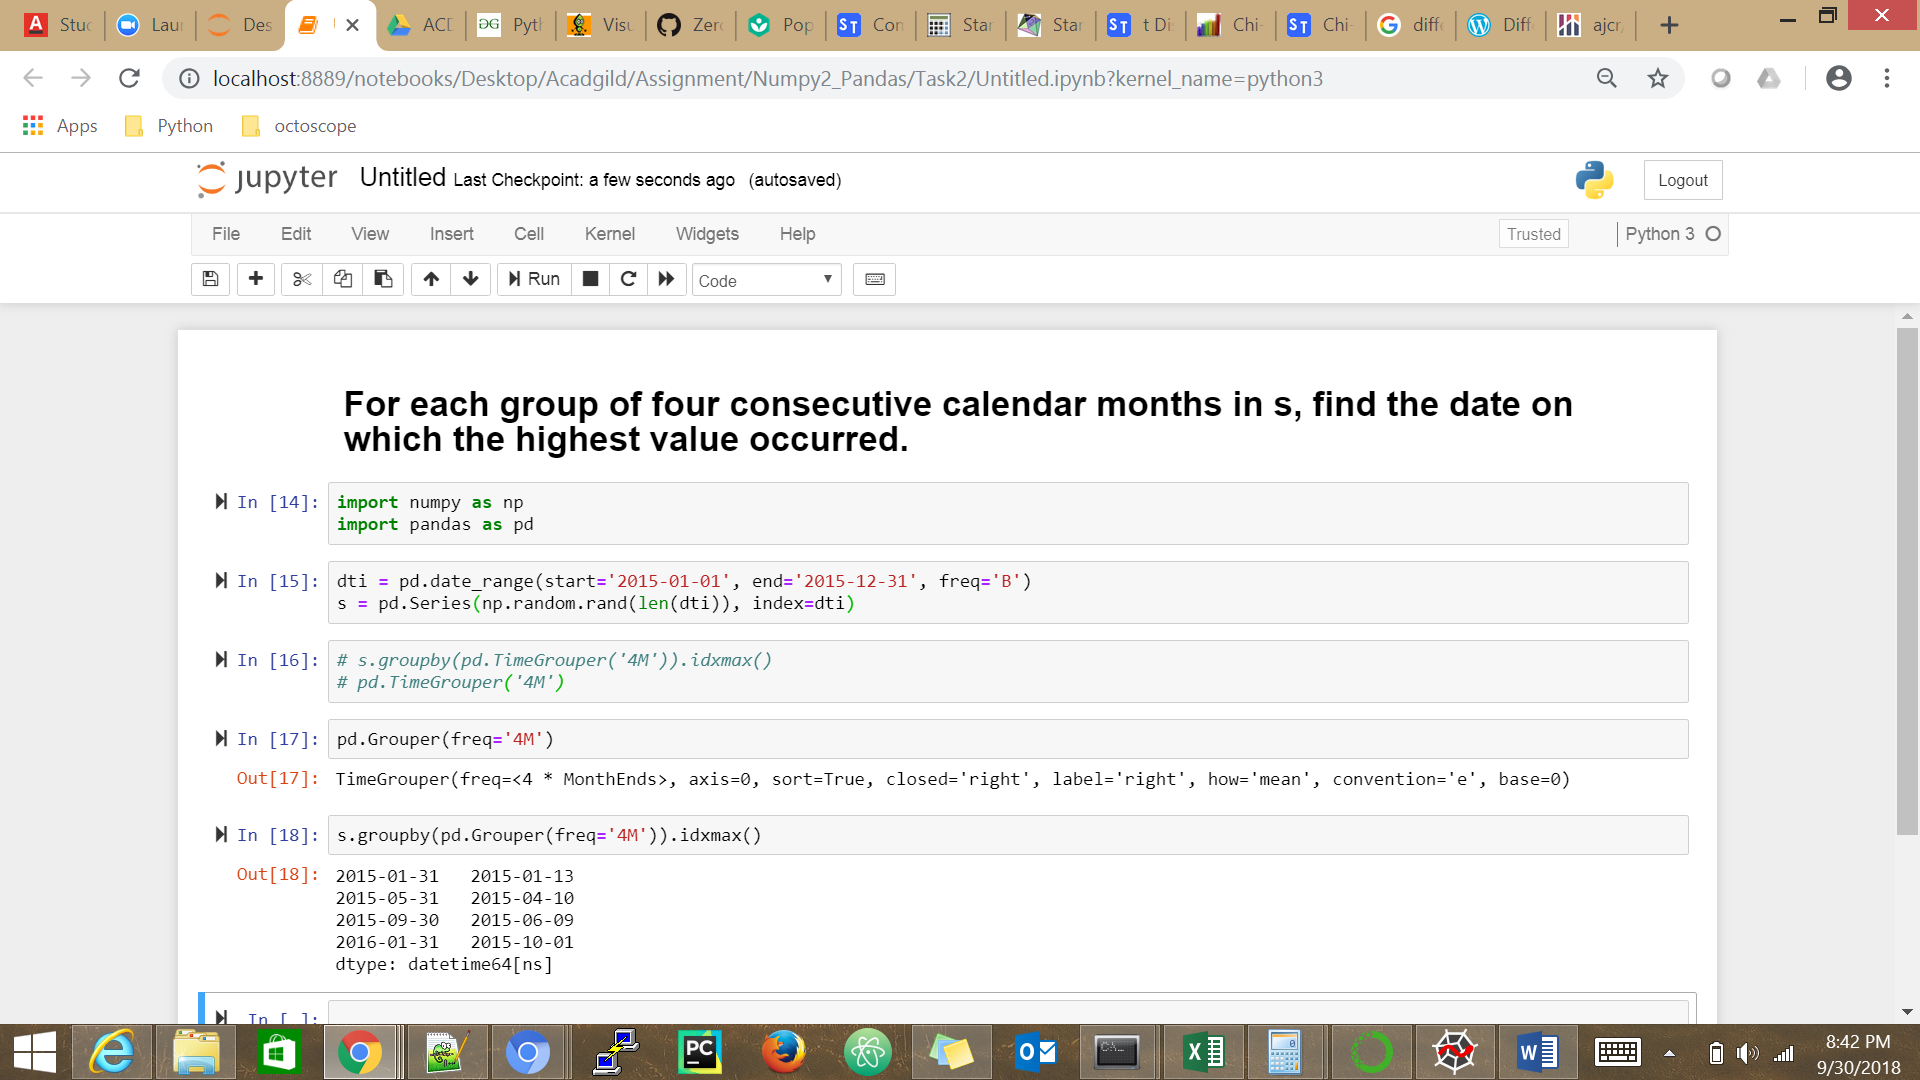 Stuc
Lau
Des
ACD
Pyth
Visu
Zerc
Pop
Con
Star
Star
t Di
Chi-
Chi-
diffe
Diff
ajcr
localhost:8889/notebooks/Desktop/Acadgild/Assignment/Numpy2_Pandas/Task2/Untitled.ipynb?kernel_name=python3
Apps Python octoscope
jupyter Untitled Last Checkpoint: a few seconds ago (autosaved) Logout
File Edit View Insert Cell Kernel Widgets Help Trusted Python 3
Run Code
For each group of four consecutive calendar months in s, find the date on
which the highest value occurred.
In [14]: import numpy as np
import pandas as pd
In [15]: dti = pd.date_range(start='2015-01-01', end='2015-12-31', freq='B')
s = pd.Series(np.random.rand(len(dti)), index=dti)
In [16]: # s.groupby(pd.TimeGrouper('4M')).idxmax()
# pd.TimeGrouper('4M')
In [17]: pd.Grouper(freq='4M')
Out[17]: TimeGrouper(freq=<4 * MonthEnds>, axis=0, sort=True, closed='right', label='right', how='mean', convention='e', base=0)
In [18]: s.groupby(pd.Grouper(freq='4M')).idxmax()
Out[18]: 2015-01-31 2015-01-13
2015-05-31 2015-04-10
2015-09-30 2015-06-09
2016-01-31 2015-10-01
dtype: datetime64[ns]
In [ ]:
8:42 PM
9/30/2018